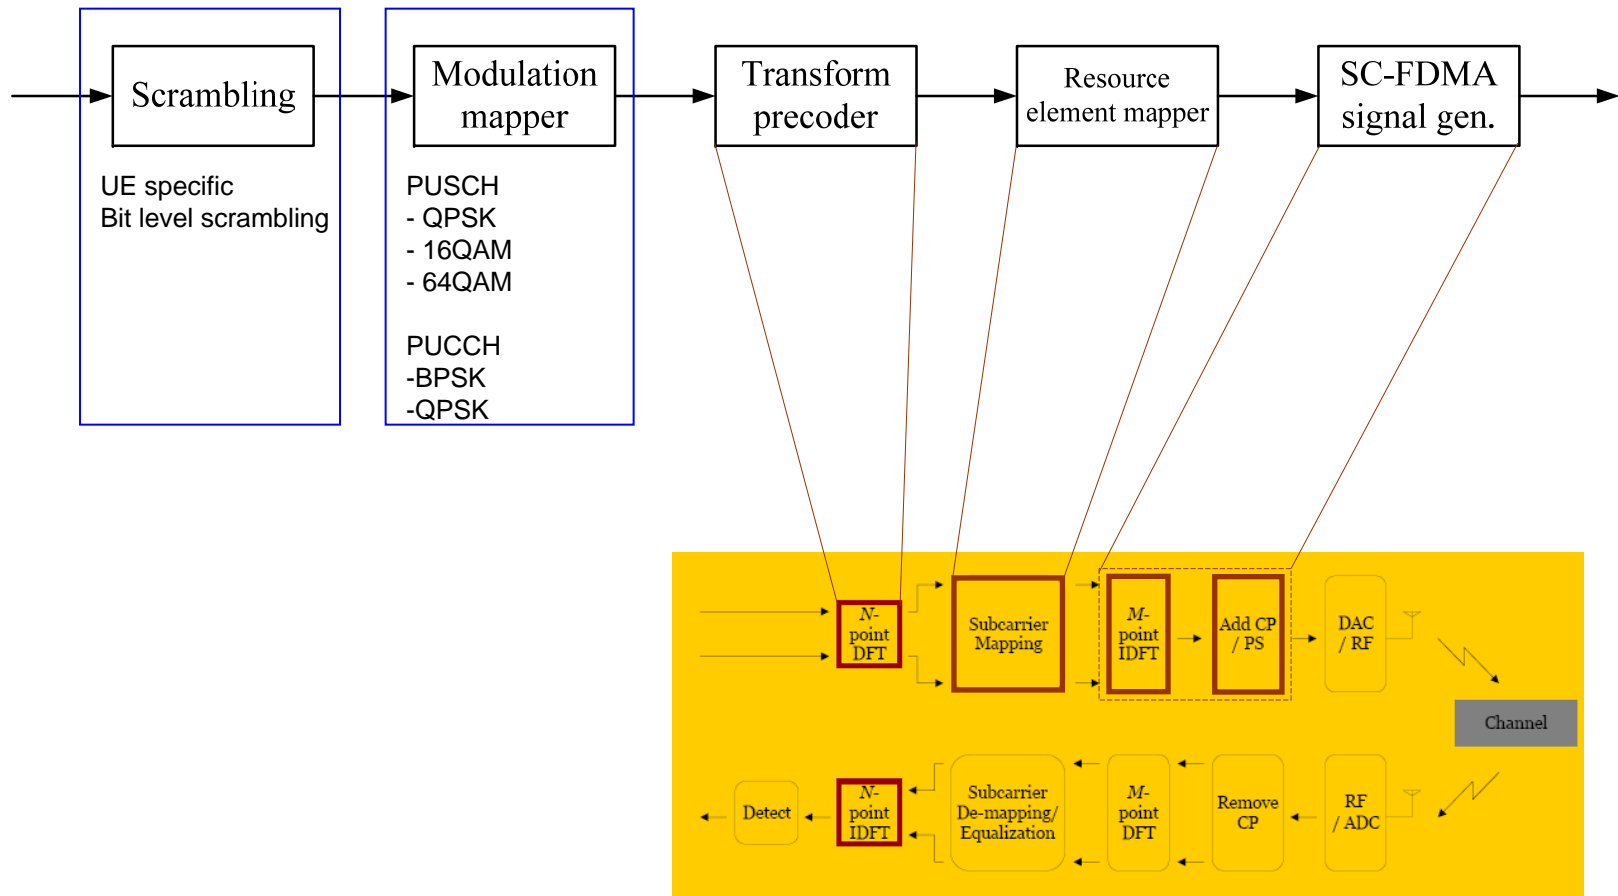 Scrambling
Modulation
mapper
Transform
precoder
Resource
element mapper
SC-FDMA
signal gen.
UE specific
Bit level scrambling
PUSCH
- QPSK
- 16QAM
- 64QAM
PUCCH
-BPSK
-QPSK
N-
point
DFT
Subcarrier
Mapping
M-
point
IDFT
Add CP
/ PS
DAC
/ RF
Channel
Detect
N-
point
IDFT
Subcarrier
De-mapping/
Equalization
M-
point
DFT
Remove
CP
RF
/ ADC